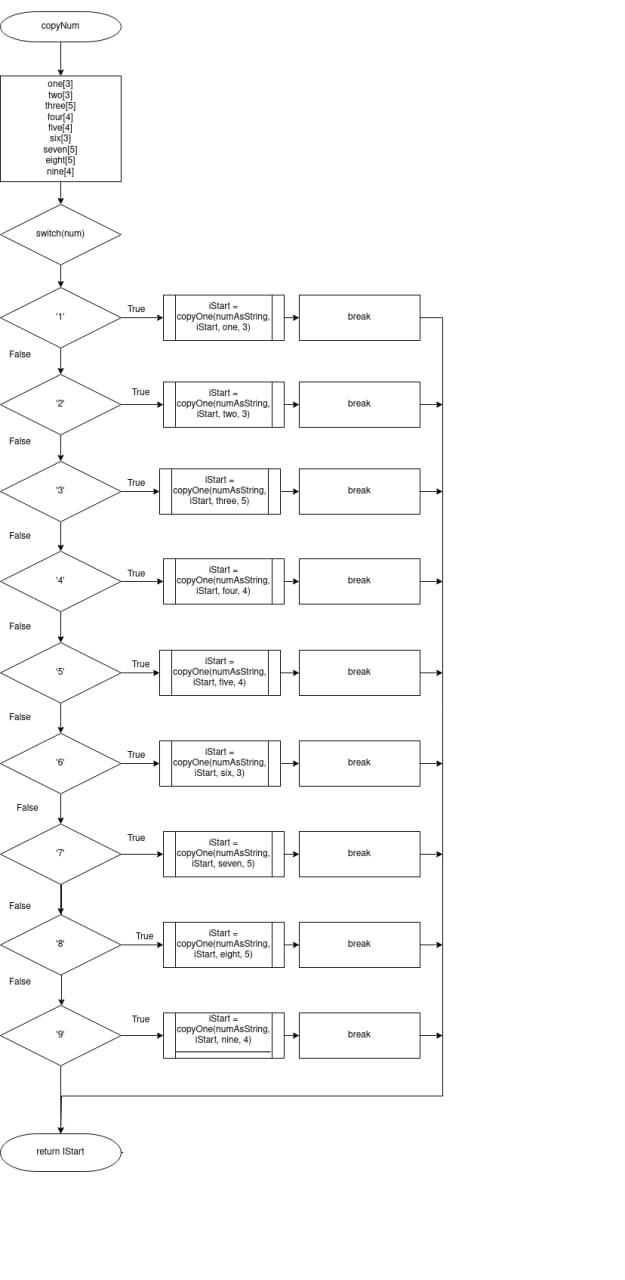 copyNum
one[3]
two[3]
three[5]
four[4]
five[4]
six[3]
seven[5]
eight[5]
nine[4]
switch(num)
'1'
True
iStart =
copyOne(numAsString,
iStart, one, 3)
break
False
'2'
True
iStart =
copyOne(numAsString,
iStart, two, 3)
break
False
'3'
True
iStart =
copyOne(numAsString,
iStart, three, 5)
break
False
'4'
True
iStart =
copyOne(numAsString,
iStart, four, 4)
break
False
'5'
True
iStart =
copyOne(numAsString,
iStart, five, 4)
break
False
'6'
True
iStart =
copyOne(numAsString,
iStart, six, 3)
break
False
'7'
True
iStart =
copyOne(numAsString,
iStart, seven, 5)
break
False
'8'
True
iStart =
copyOne(numAsString,
iStart, eight, 5)
break
False
'9'
True
iStart =
copyOne(numAsString,
iStart, nine, 4)
break
return IStart